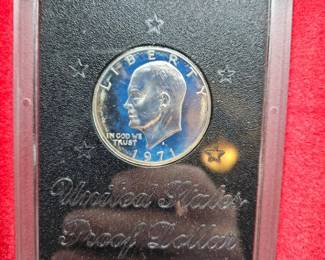 LIBERTY
IN GOD WE
TRUST
1971
United States
Proof Dollar